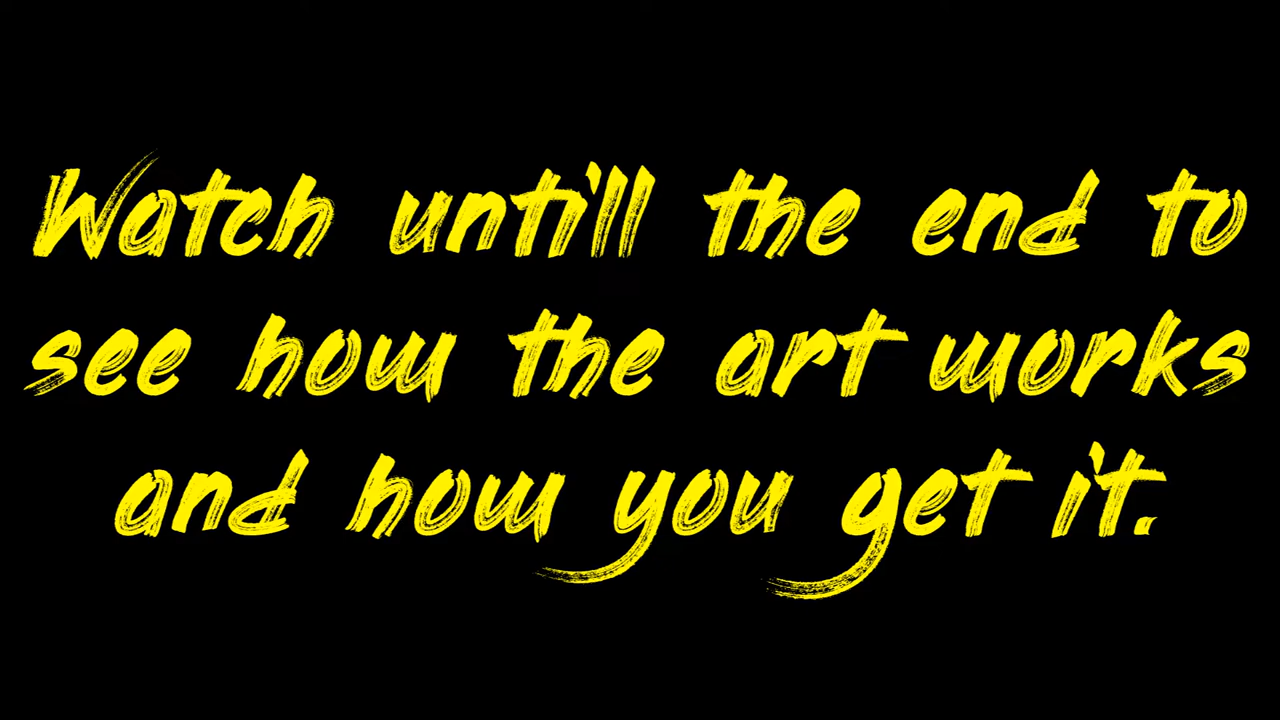 Watch untill the end to
see how the art works
and how you get it.